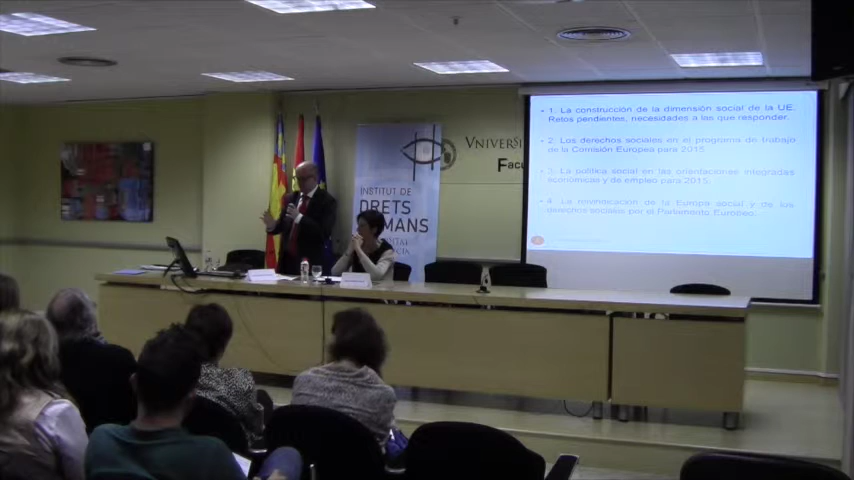 • 1. La construcción de la dimensión social de la UE.
Retos pendientes, necesidades a las que responder.
• 2. Los derechos sociales en el programa de trabajo
de la Comisión Europea para 2015.
• 3. La política social en las orientaciones integradas
económicas y de empleo para 2015.
• 4. La reivindicación de la Europa social y de los
derechos sociales por el Parlamento Europeo.
VNIVERSI
Facu
INSTITUT DE
DRETS
MANS